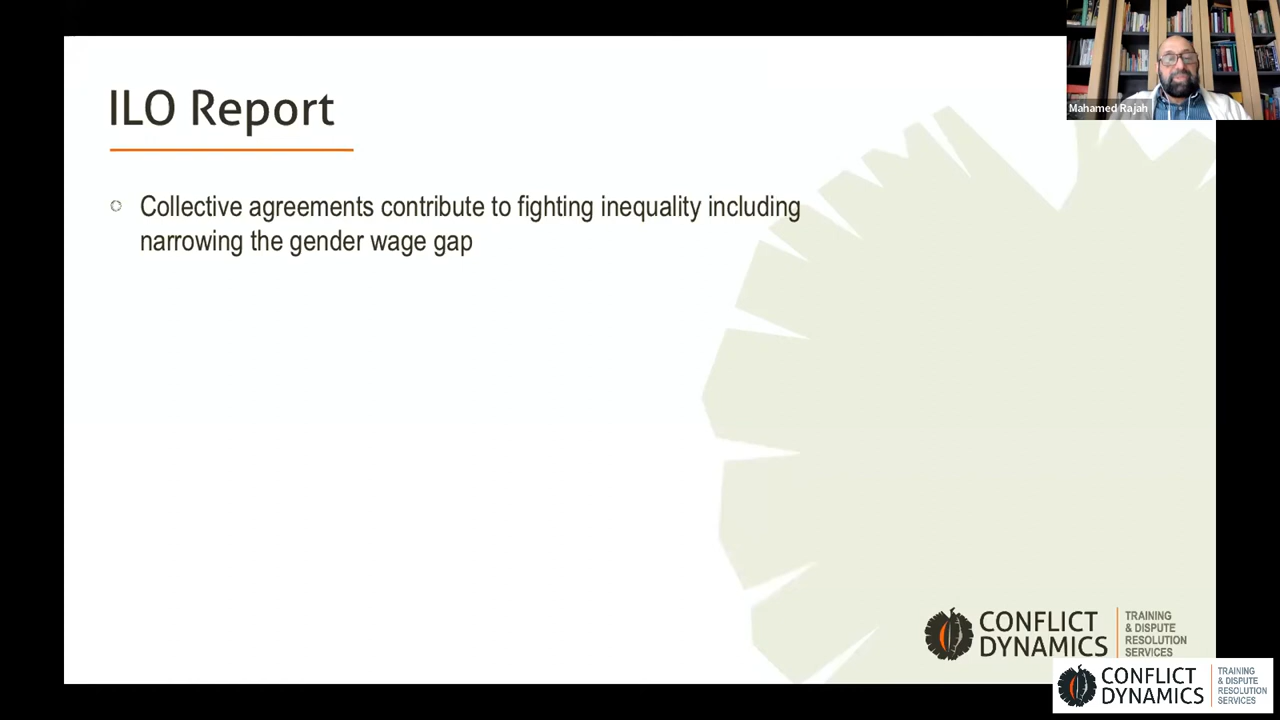 ILO Report
Collective agreements contribute to fighting inequality including
narrowing the gender wage gap
Mahamed Rajah
CONFLICT
DYNAMICS
TRAINING
& DISPUTE
RESOLUTION
SERVICES
CONFLICT
DYNAMICS
TRAINING
& DISPUTE
RESOLUTION
SERVICES